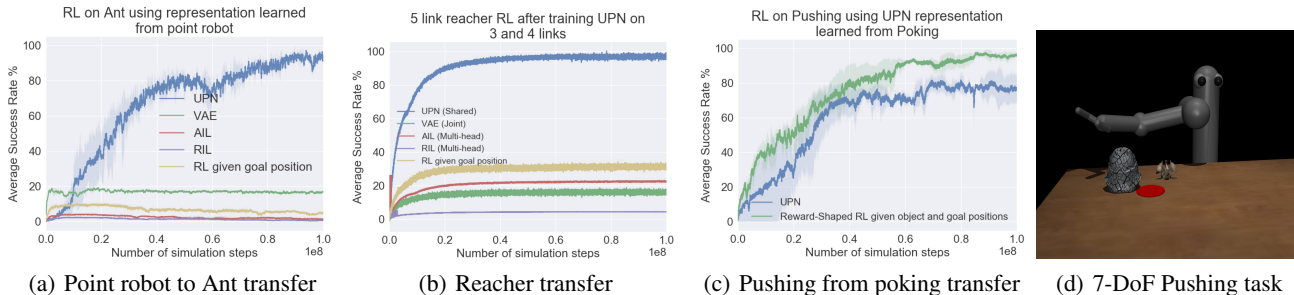 RL on Ant using representation learned
from point robot
Average Success Rate %
100
80
60
40
20
0
UPN
VAE
AIL
RIL
RL given goal position
0.0 0.2 0.4 0.6 0.8 1.0
1e8
Number of simulation steps
(a) Point robot to Ant transfer
5 link reacher RL after training UPN on
3 and 4 links
Average Success Rate %
100
80
60
40
20
0
UPN (Shared)
VAE (Joint)
AIL (Multi-head)
RIL (Multi-head)
RL given goal position
0.0 0.2 0.4 0.6 0.8 1.0
1e8
Number of simulation steps
(b) Reacher transfer
RL on Pushing using UPN representation
learned from Poking
Average Success Rate %
100
80
60
40
20
0
UPN
Reward-Shaped RL given object and goal positions
0.0 0.2 0.4 0.6 0.8 1.0
1e8
Number of simulation steps
(c) Pushing from poking transfer
(d) 7-DoF Pushing task